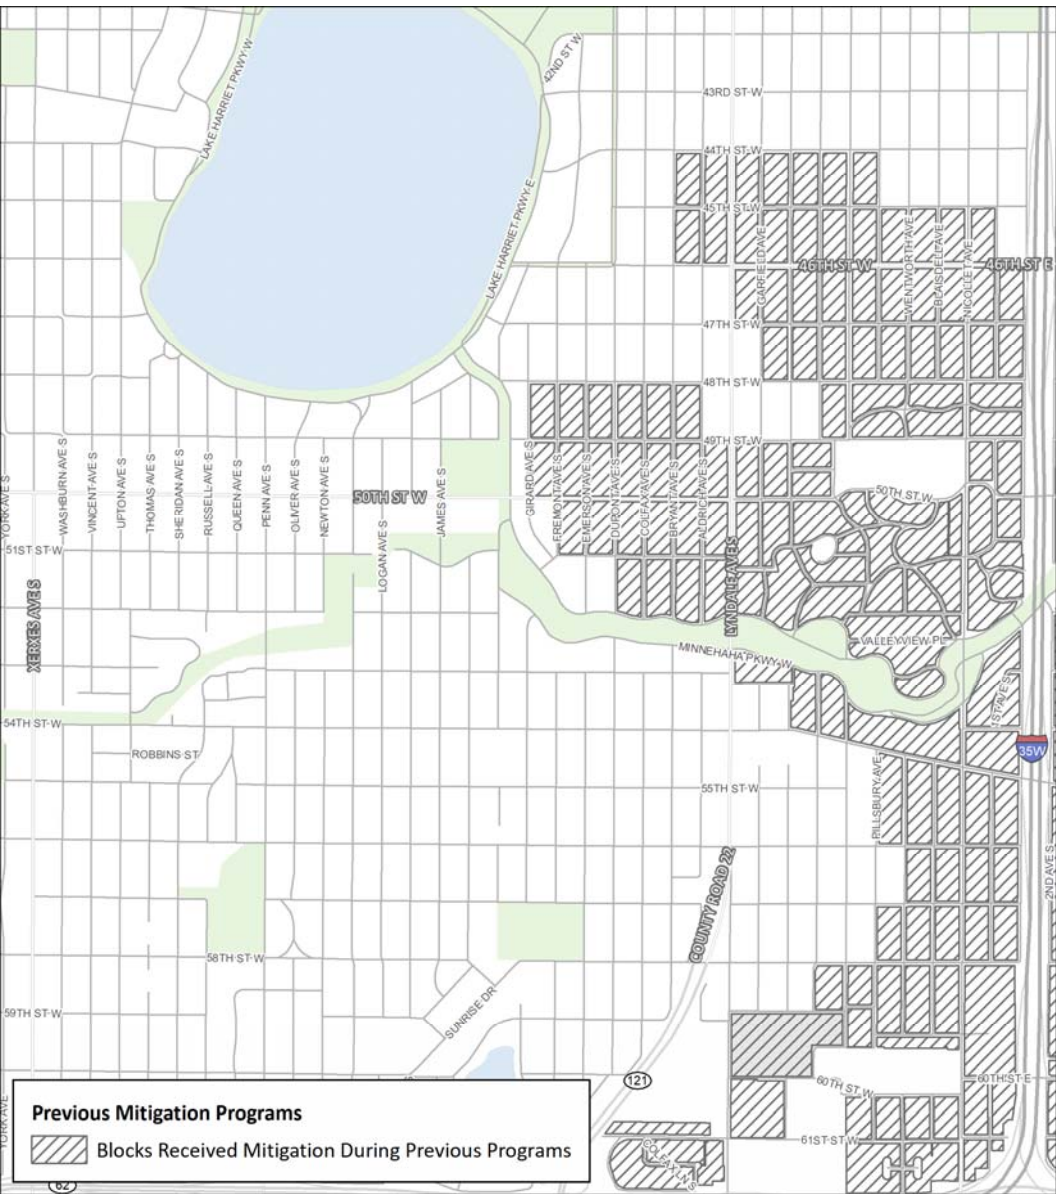 LAKE HARRIET PKWY W
42ND ST W
43RD ST W
44TH ST W
45TH ST W
LAKE HARRIET PKWY E
GARFIELD AVE
46TH ST W
WENTWORTH AVE
BLAISDELL AVE
NICOLLET AVE
46TH ST E
47TH ST W
48TH ST W
49TH ST W
YORK AVE S
WASHBURN AVE S
VINCENT AVE S
UPTON AVE S
THOMAS AVE S
SHERIDAN AVE S
RUSSELL AVE S
QUEEN AVE S
PENN AVE S
OLIVER AVE S
NEWTON AVE S
50TH ST W
LOGAN AVE S
JAMES AVE S
GIRARD AVE S
FREMONT AVE S
EMERSON AVE S
DUPONT AVE S
COLFAX AVE S
BRYANT AVE S
ALDRICH AVE S
50TH ST W
51ST ST W
XERXES AVE S
LYNDALE AVE S
MINNEHAHA PKWY W
VALLEYVIEW PL
1ST AVE S
54TH ST W
ROBBINS ST
35W
55TH ST W
PILLSBURY AVE
2ND AVE S
COUNTY ROAD 22
58TH ST W
59TH ST W
SUNRISE DR
121
60TH ST W
60TH ST E
61ST ST W
COLFAX LN S
YORK AVE
62
Previous Mitigation Programs
Blocks Received Mitigation During Previous Programs